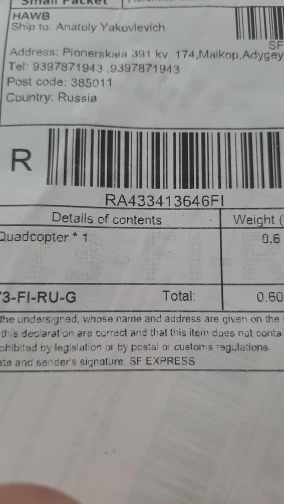 Small Packet
HAWB
Ship to: Anatoly Yakovlevich
SF
Address: Pionerskaia 391 kv. 174,Maikop,Adygey
Tel: 9397871943 ,9397871943
Post code: 385011
Country: Russia
R
RA433413646FI
Details of contents Weight (
Quadcopter * 1 0.6
73-FI-RU-G Total: 0.60
the undersigned, whose name and address are given on the
this declaration are correct and that this item does not conta
ohibited by legislation or by postal or customs regulations
ate and sender's signature: SF EXPRESS